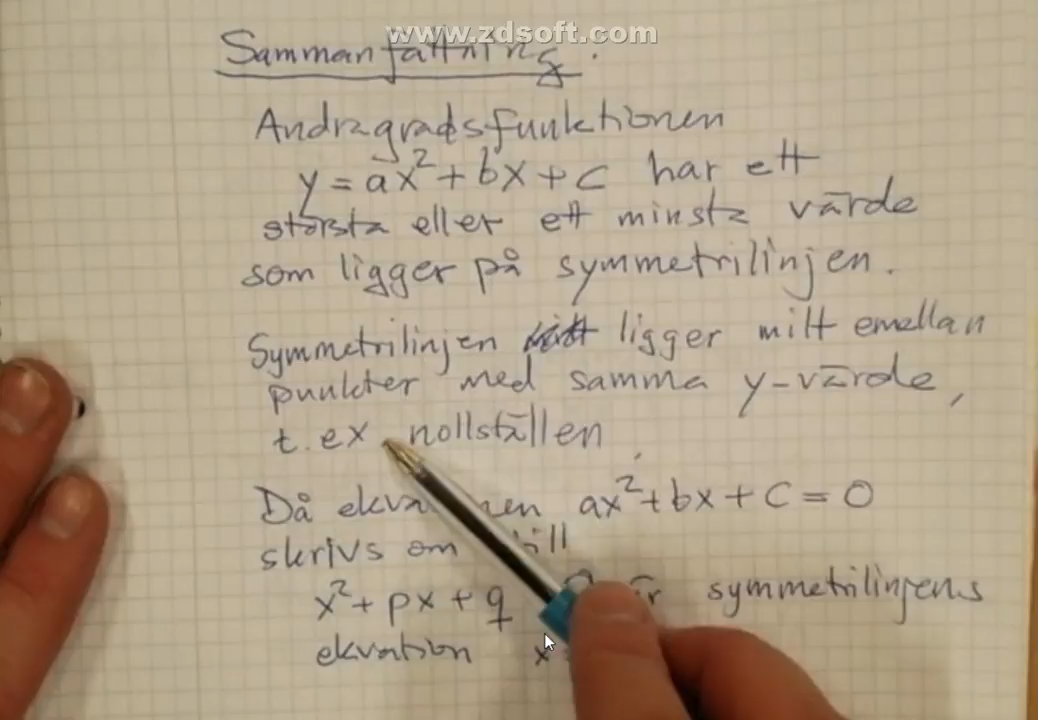 www.zdsoft.com
Sammanfattning.
Andragradsfunktionen
y = ax² + bx + c har ett
största eller ett minsta värde
som ligger på symmetrilinjen.
Symmetrilinjen ligger mitt emellan
punkter med samma y-värde,
t.ex nollställen
Då ax² + bx + c = 0
skrivs om till
x² + px + q är symmetrilinjens
ekvation x